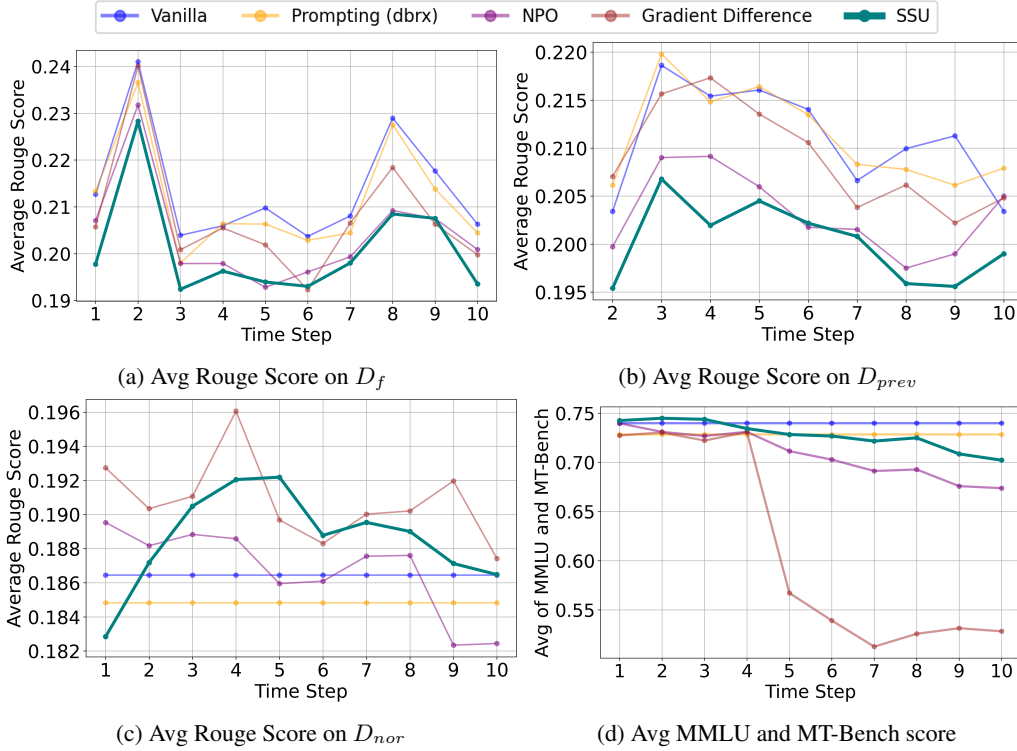 Vanilla Prompting (dbrx) NPO Gradient Difference SSU
Average Rouge Score
0.24
0.23
0.22
0.21
0.20
0.19
1 2 3 4 5 6 7 8 9 10
Time Step
(a) Avg Rouge Score on D_f
Average Rouge Score
0.220
0.215
0.210
0.205
0.200
0.195
2 3 4 5 6 7 8 9 10
Time Step
(b) Avg Rouge Score on D_prev
Average Rouge Score
0.196
0.194
0.192
0.190
0.188
0.186
0.184
0.182
1 2 3 4 5 6 7 8 9 10
Time Step
(c) Avg Rouge Score on D_nor
Avg of MMLU and MT-Bench
0.75
0.70
0.65
0.60
0.55
1 2 3 4 5 6 7 8 9 10
Time Step
(d) Avg MMLU and MT-Bench score